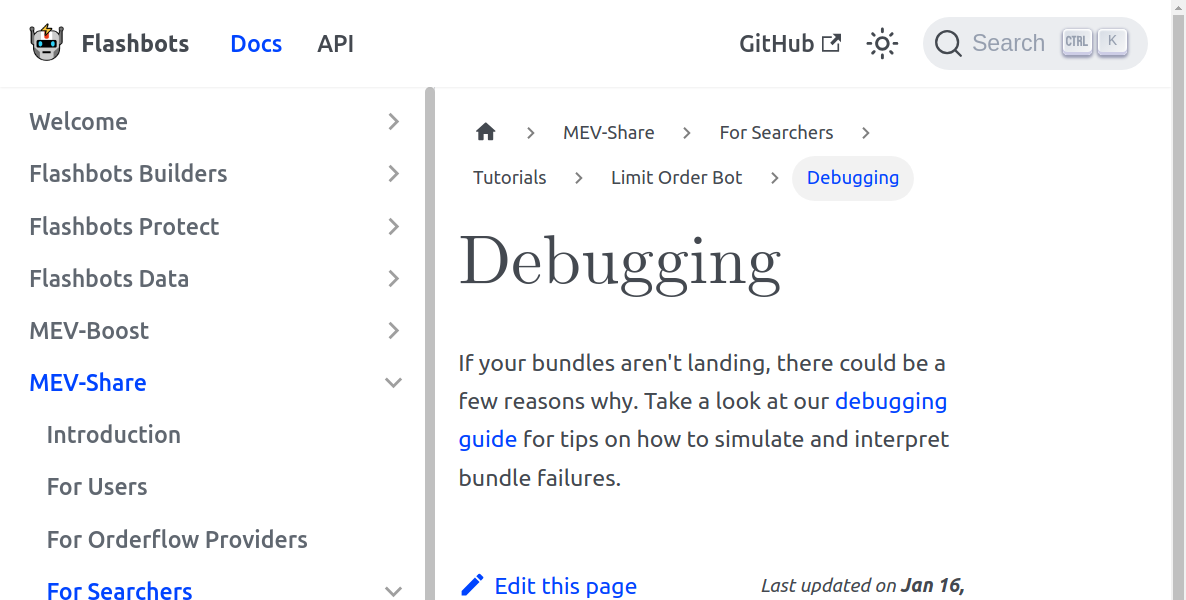 Flashbots Docs API GitHub Search CTRL K
Welcome
Flashbots Builders
Flashbots Protect
Flashbots Data
MEV-Boost
MEV-Share
Introduction
For Users
For Orderflow Providers
For Searchers
MEV-Share For Searchers
Tutorials Limit Order Bot Debugging
Debugging
If your bundles aren't landing, there could be a
few reasons why. Take a look at our debugging
guide for tips on how to simulate and interpret
bundle failures.
Edit this page Last updated on Jan 16,